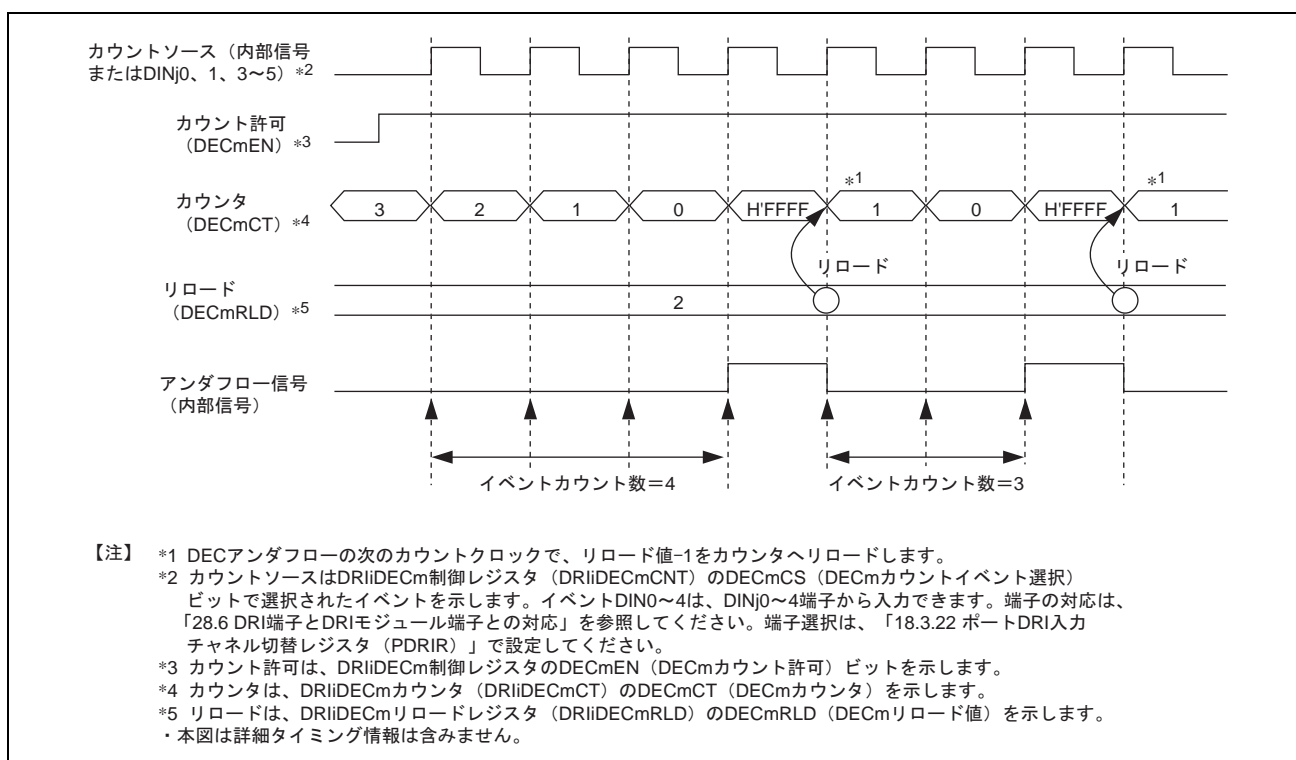 カウントソース（内部信号
またはDINj0、1、3～5）*2
カウント許可
（DECmEN）*3
カウンタ
（DECmCT）*4
3
2
1
0
H'FFFF
*1
1
0
H'FFFF
*1
1
リロード
リロード
リロード
（DECmRLD）*5
2
アンダフロー信号
（内部信号）
イベントカウント数＝4
イベントカウント数＝3
【注】 *1 DECアンダフローの次のカウントクロックで、リロード値-1をカウンタへリロードします。
*2 カウントソースはDRIiDECm制御レジスタ（DRIiDECmCNT）のDECmCS（DECmカウントイベント選択）
ビットで選択されたイベントを示します。イベントDIN0～4は、DINj0～4端子から入力できます。端子の対応は、
「28.6 DRI端子とDRIモジュール端子との対応」を参照してください。端子選択は、「18.3.22 ポートDRI入力
チャネル切替レジスタ（PDRIR）」で設定してください。
*3 カウント許可は、DRIiDECm制御レジスタのDECmEN（DECmカウント許可）ビットを示します。
*4 カウンタは、DRIiDECmカウンタ（DRIiDECmCT）のDECmCT（DECmカウンタ）を示します。
*5 リロードは、DRIiDECmリロードレジスタ（DRIiDECmRLD）のDECmRLD（DECmリロード値）を示します。
・本図は詳細タイミング情報は含みません。